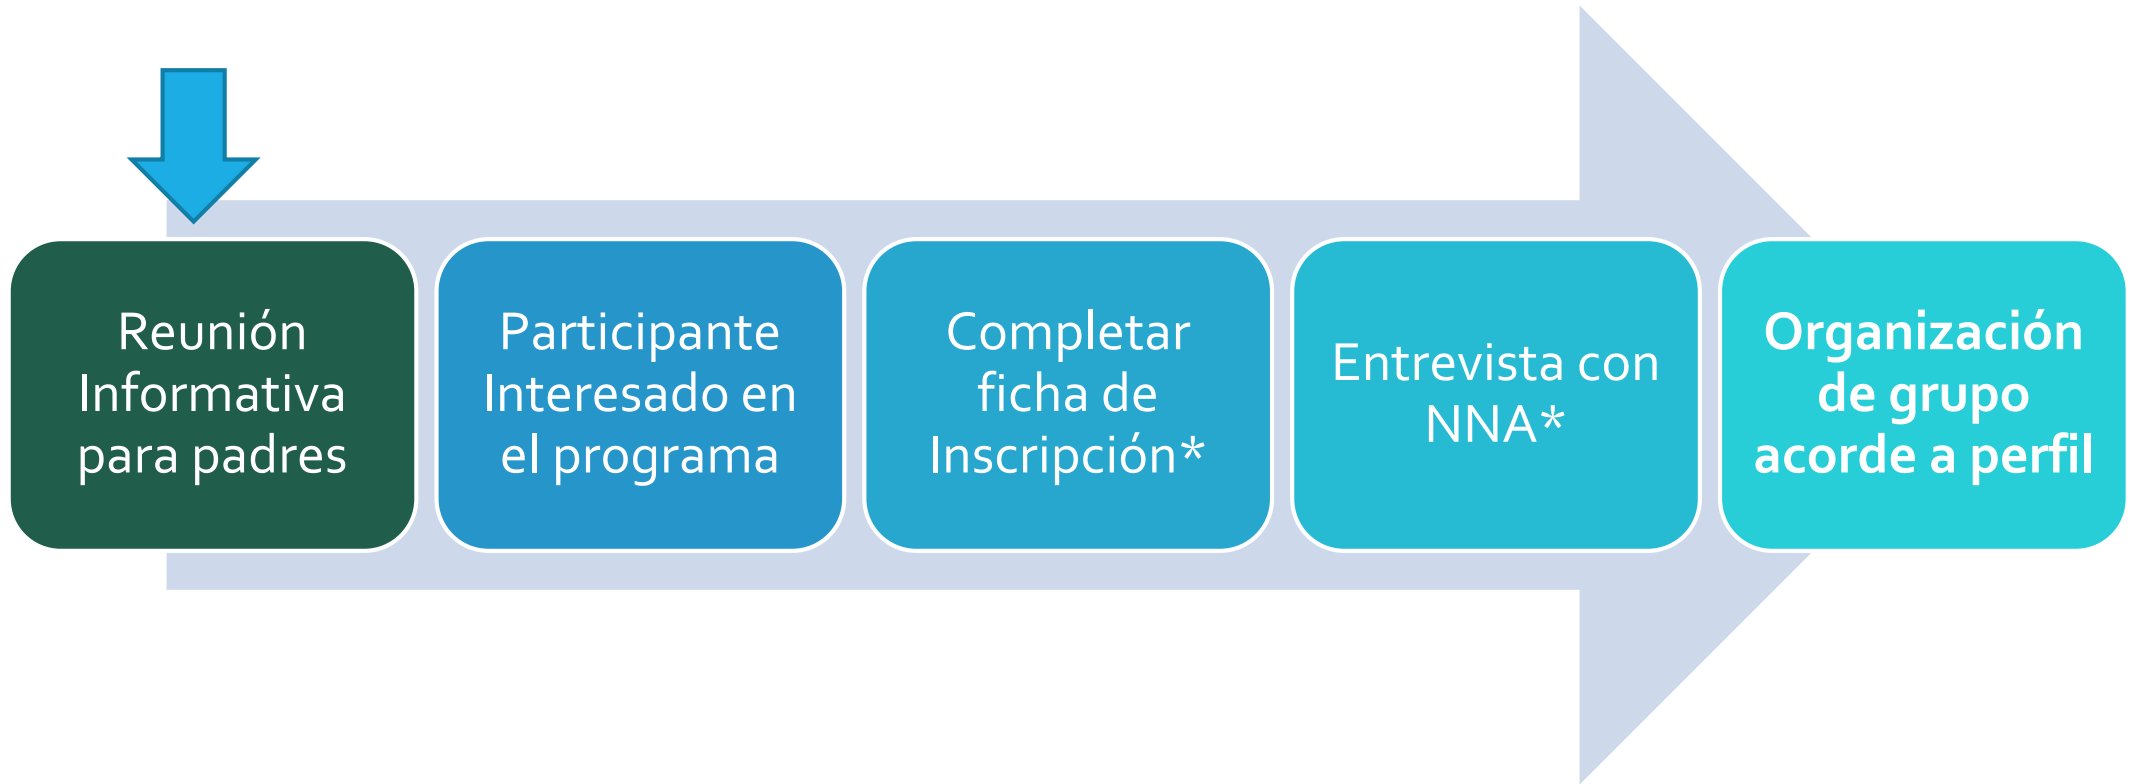 Reunión
Informativa
para padres
Participante
Interesado en
el programa
Completar
ficha de
Inscripción*
Entrevista con
NNA*
Organización
de grupo
acorde a perfil